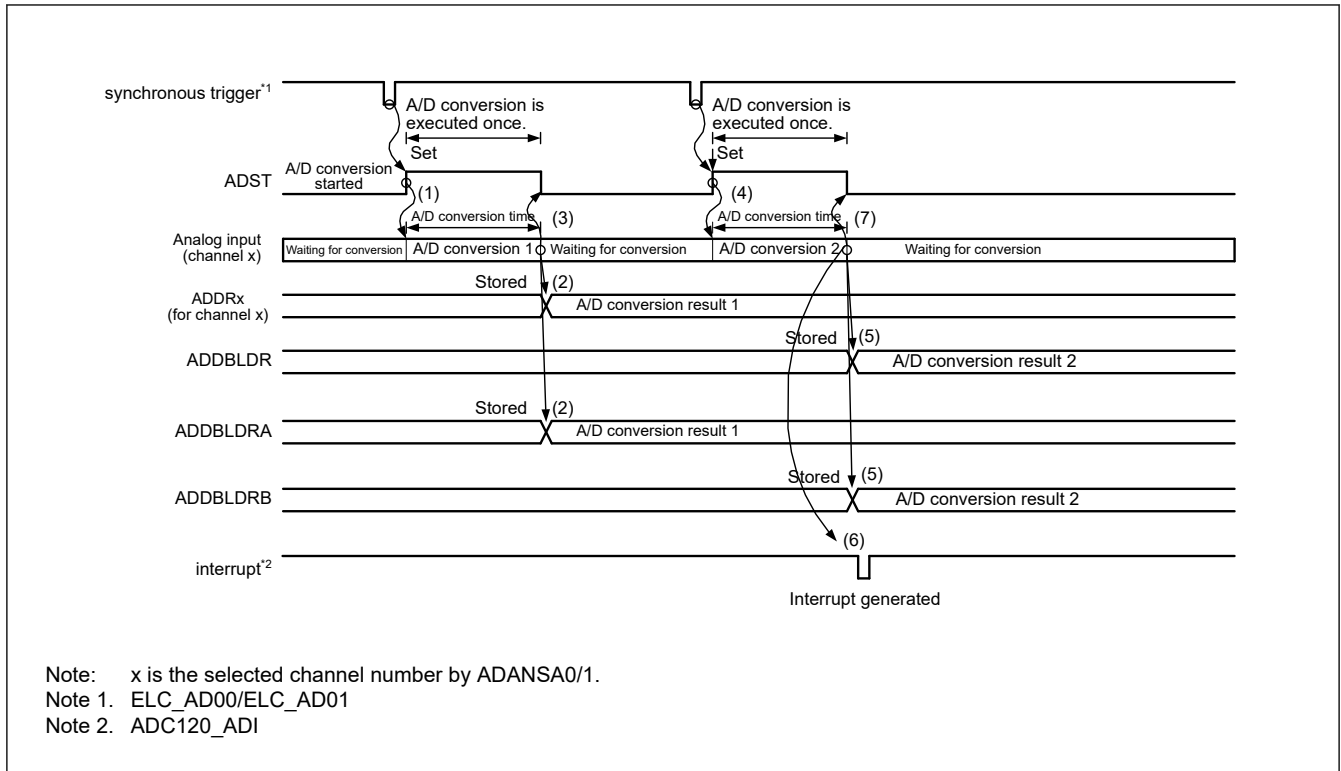 synchronous trigger*1
A/D conversion is
executed once.
A/D conversion is
executed once.
Set
Set
ADST
A/D conversion
started
(1)
(4)
A/D conversion time
(3)
A/D conversion time
(7)
Analog input
(channel x)
Waiting for conversion
A/D conversion 1
Waiting for conversion
A/D conversion 2
Waiting for conversion
Stored
(2)
ADDRx
(for channel x)
A/D conversion result 1
Stored
(5)
ADDBLDR
A/D conversion result 2
Stored
(2)
ADDBLDRA
A/D conversion result 1
Stored
(5)
ADDBLDRB
A/D conversion result 2
(6)
interrupt*2
Interrupt generated
Note: x is the selected channel number by ADANSA0/1.
Note 1. ELC_AD00/ELC_AD01
Note 2. ADC120_ADI